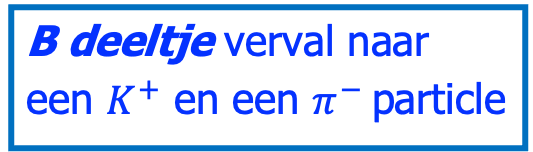 B deeltje verval naar
een K⁺ en een π⁻ particle